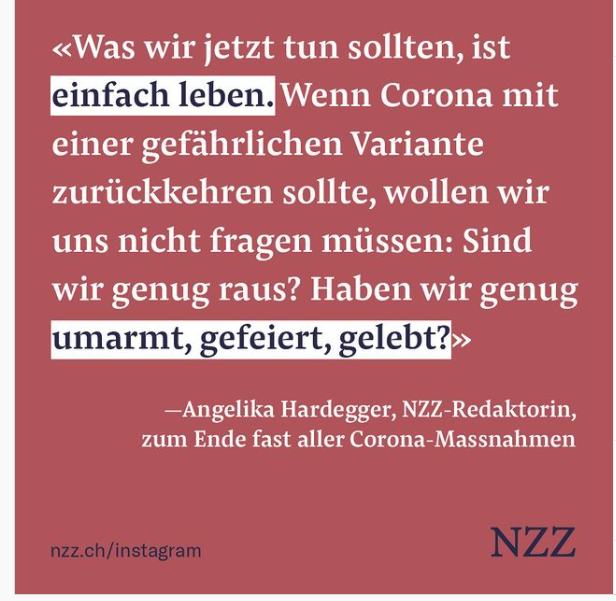 «Was wir jetzt tun sollten, ist
einfach leben. Wenn Corona mit
einer gefährlichen Variante
zurückkehren sollte, wollen wir
uns nicht fragen müssen: Sind
wir genug raus? Haben wir genug
umarmt, gefeiert, gelebt?»
—Angelika Hardegger, NZZ-Redaktorin,
zum Ende fast aller Corona-Massnahmen
nzz.ch/instagram
NZZ